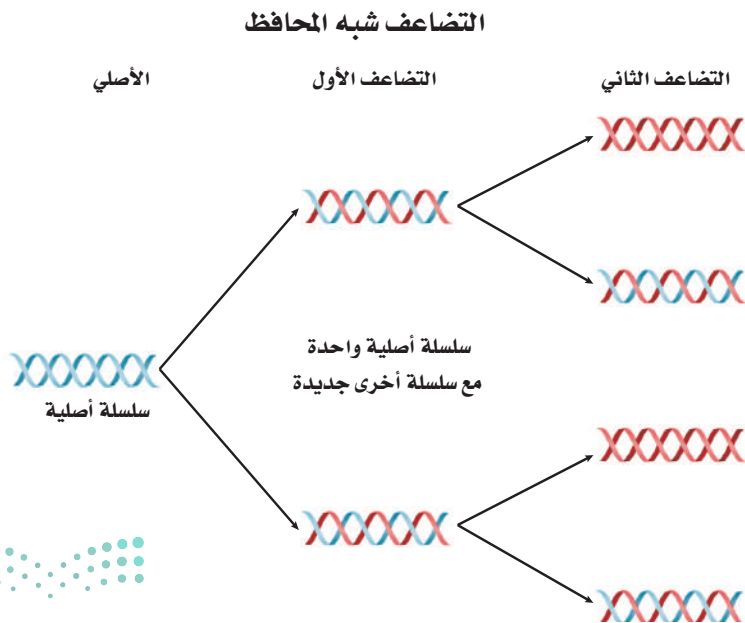 التضاعف شبه المحافظ
الأصلي
التضاعف الأول
التضاعف الثاني
سلسلة أصلية واحدة
مع سلسلة أخرى جديدة
سلسلة أصلية